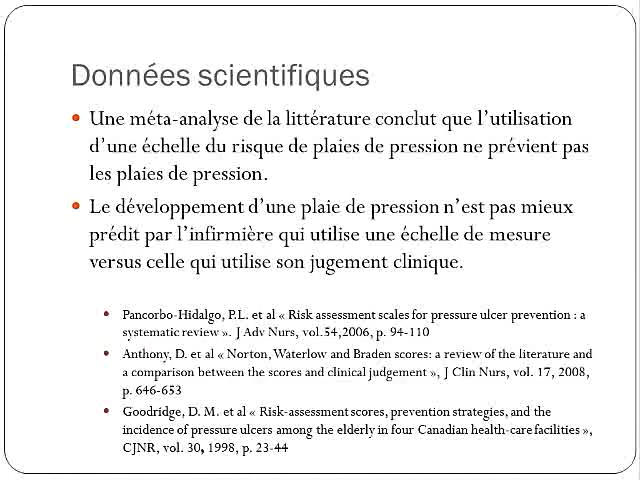 Données scientifiques
Une méta-analyse de la littérature conclut que l’utilisation
d’une échelle du risque de plaies de pression ne prévient pas
les plaies de pression.
Le développement d’une plaie de pression n’est pas mieux
prédit par l’infirmière qui utilise une échelle de mesure
versus celle qui utilise son jugement clinique.
Pancorbo-Hidalgo, P.L. et al « Risk assessment scales for pressure ulcer prevention : a
systematic review ». J Adv Nurs, vol.54,2006, p. 94-110
Anthony, D. et al « Norton, Waterlow and Braden scores: a review of the literature and
a comparison between the scores and clinical judgement », J Clin Nurs, vol. 17, 2008,
p. 646-653
Goodridge, D. M. et al « Risk-assessment scores, prevention strategies, and the
incidence of pressure ulcers among the elderly in four Canadian health-care facilities »,
CJNR, vol. 30, 1998, p. 23-44